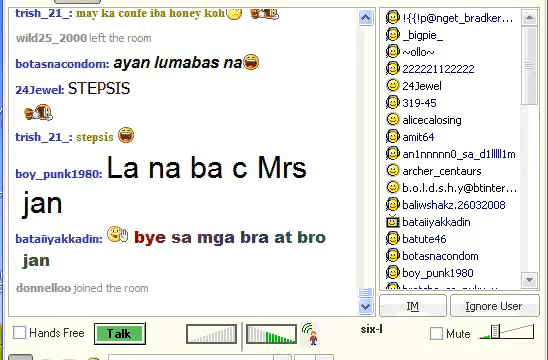 trish_21_: may ka confe iba honey koh
wild25_2000 left the room
botasnacondom: ayan lumabas na
24Jewel: STEPSIS
trish_21_: stepsis
boy_punk1980: La na ba c Mrs
jan
bataiiyakkadin: bye sa mga bra at bro
jan
donnelloo joined the room
Hands Free
Talk
!{{!p@nget_bradker...
_bigpie_
~ollo~
222221122222
24Jewel
319-45
alicecalosing
amit64
an1nnnnn0_sa_d1lllll1m
archer_centaurs
b.o.l.d.s.h.y@btinter...
baliwshakz.26032008
bataiiyakkadin
batute46
botasnacondom
boy_punk1980
IM
Ignore User
six-l
Mute